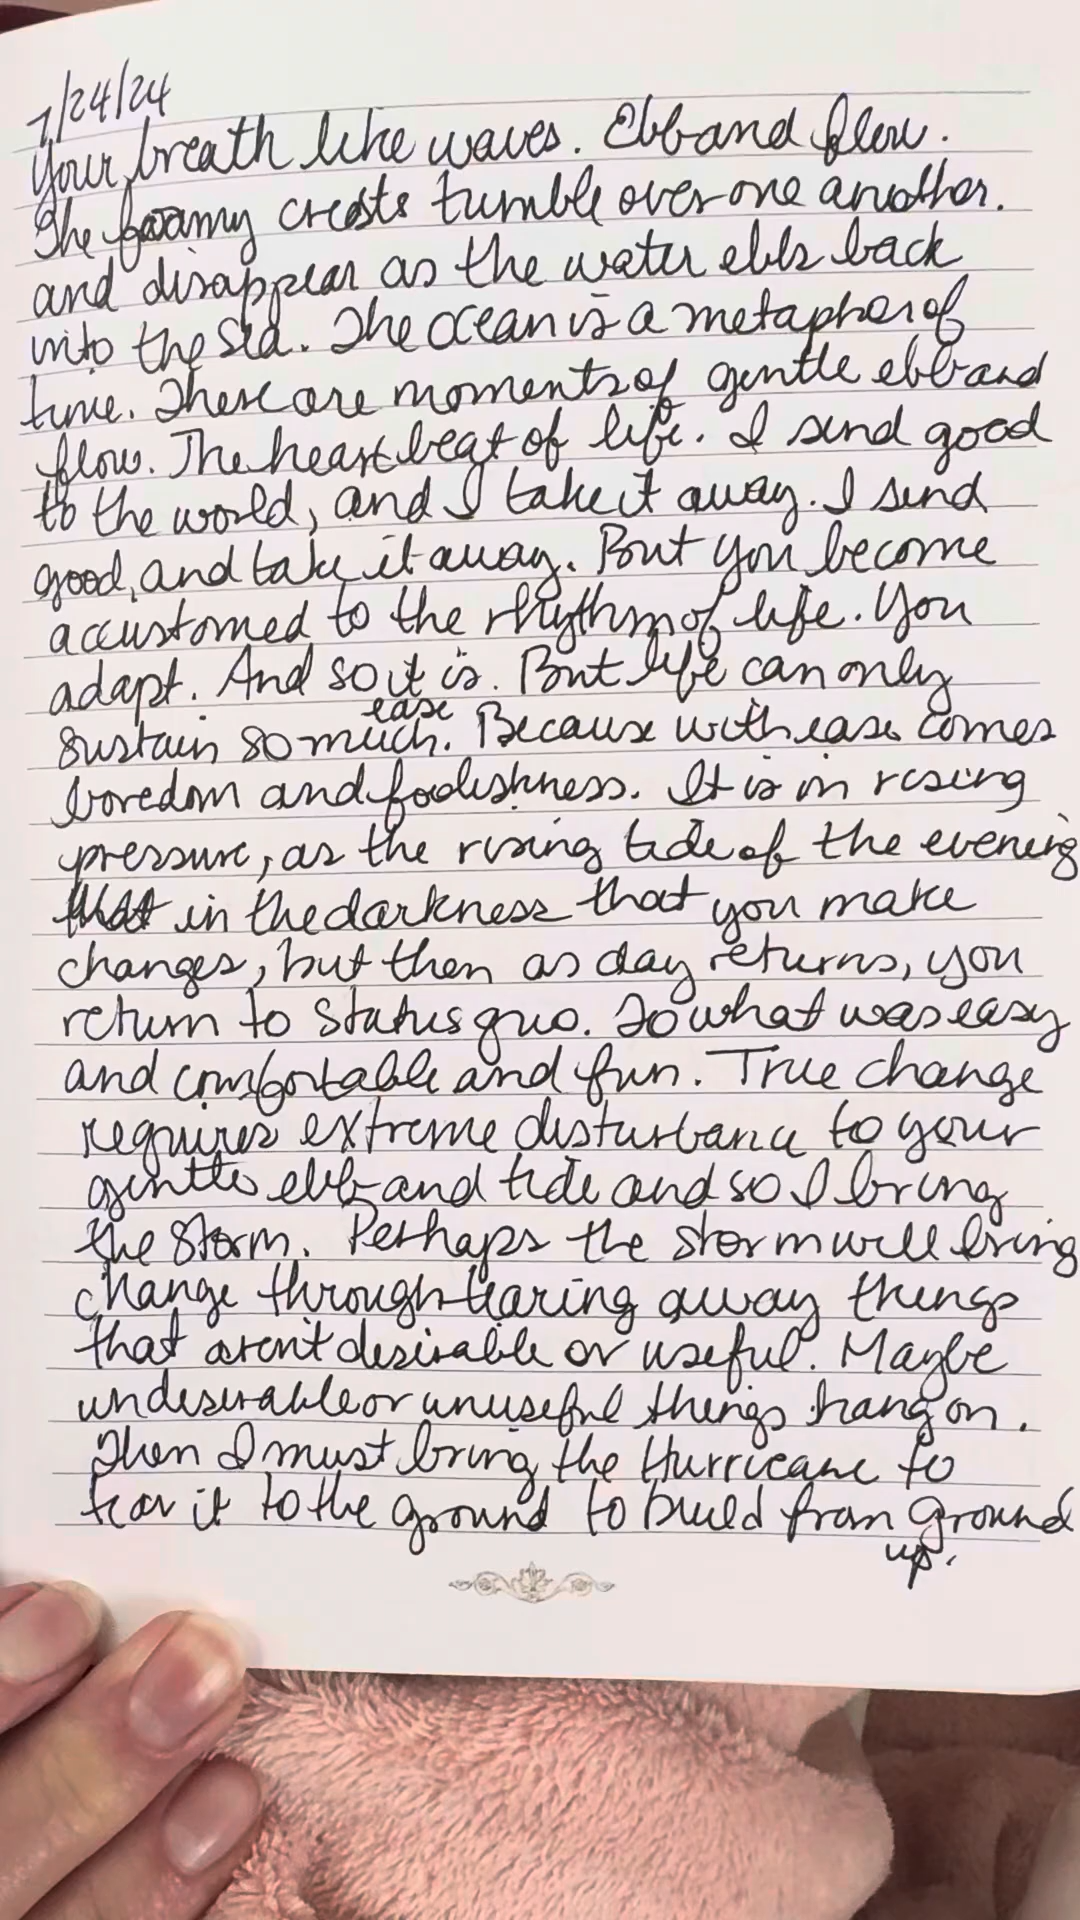 7/24/24
Your breath like waves. Ebb and flow.
The foamy crests tumble over one another.
and disappear as the water ebbs back
into the sea. The ocean is a metaphor of
time. There are moments of gentle ebb and
flow. The heartbeat of life. I send good
to the world, and I take it away. I send
good, and take it away. But you become
accustomed to the rhythm of life. You
adapt. And so it is. But life can only
sustain so much ease. Because with ease comes
boredom and foolishness. It is in rising
pressure, as the rising tide of the evening
in the darkness that you make
changes, but then as day returns, you
return to status quo. To what was easy
and comfortable and fun. True change
requires extreme disturbance to your
gentle ebb and tide and so I bring
the storm. Perhaps the storm will bring
change through tearing away things
that aren't desirable or useful. Maybe
undesirable or unuseful things hang on.
Then I must bring the Hurricane to
tear it to the ground to build from ground
up.